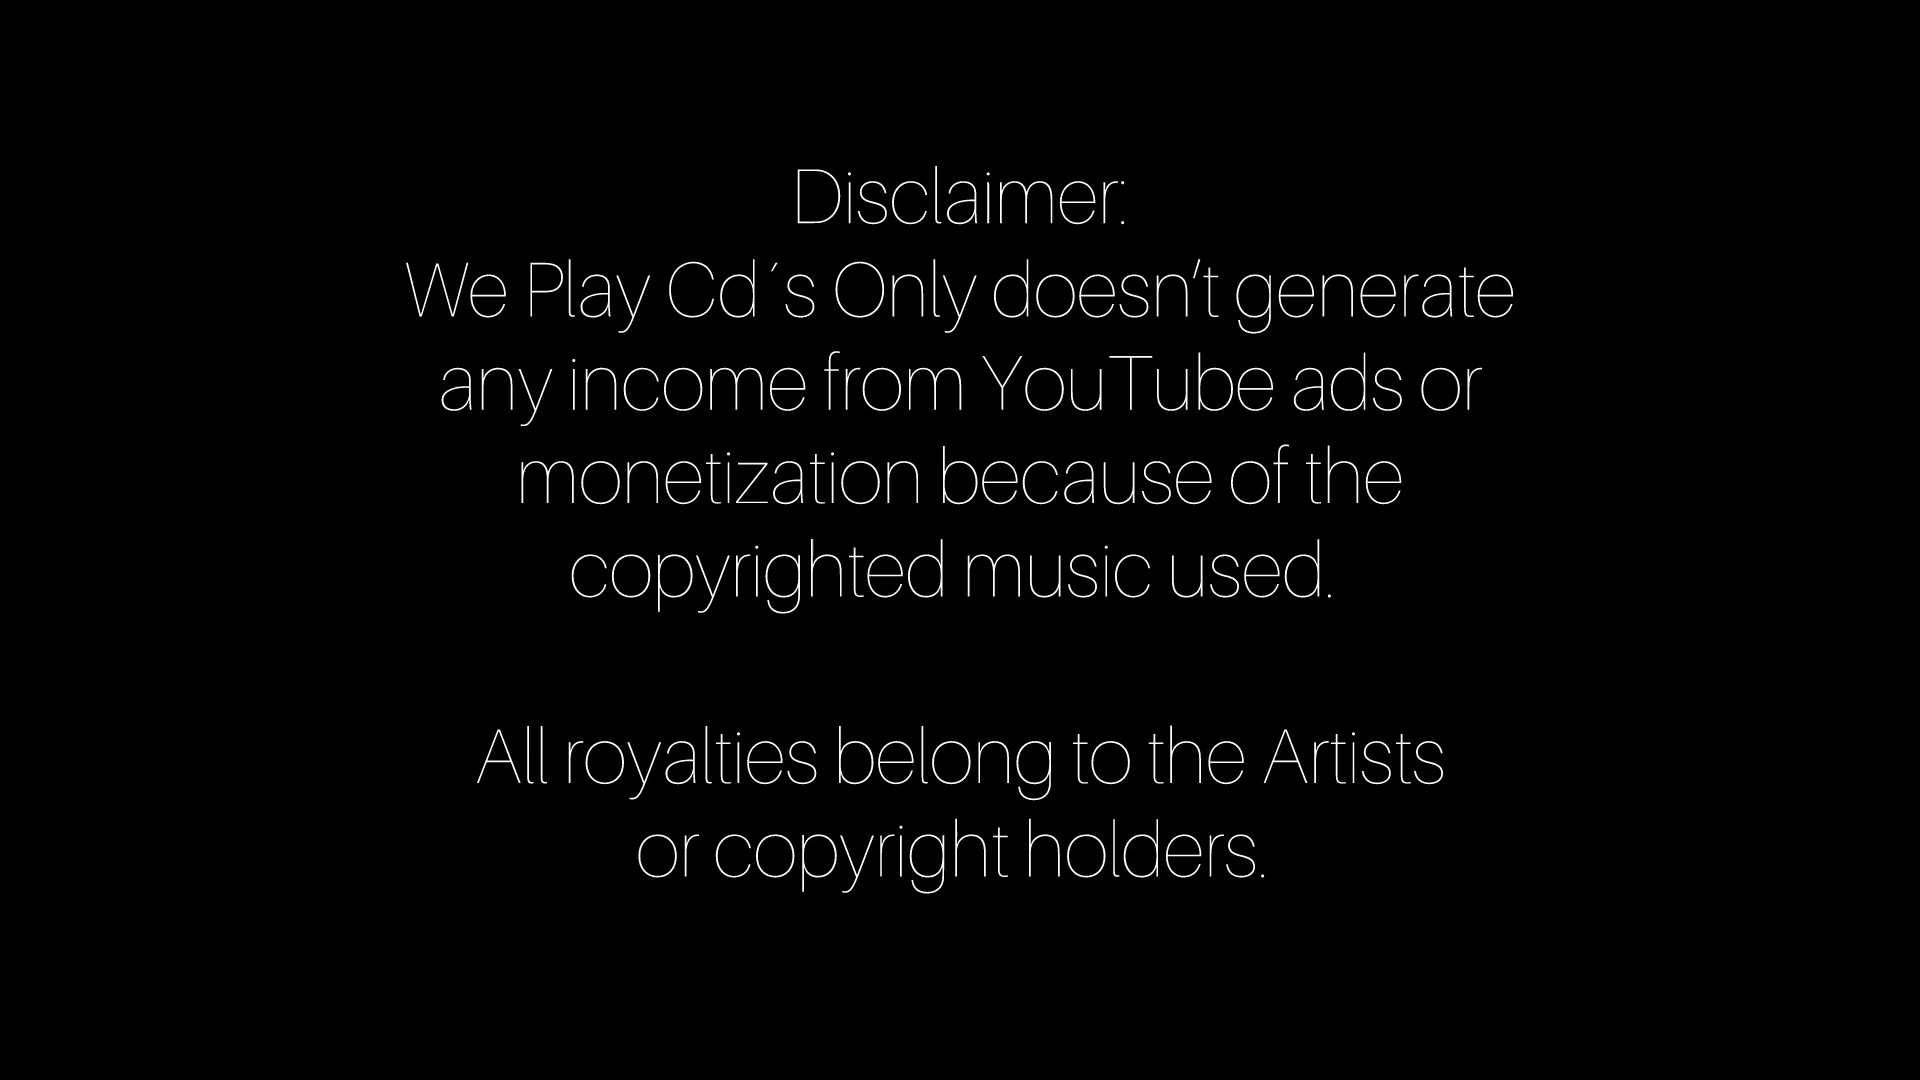 Disclaimer:
We Play Cd´s Only doesn’t generate
any income from YouTube ads or
monetization because of the
copyrighted music used.
All royalties belong to the Artists
or copyright holders.